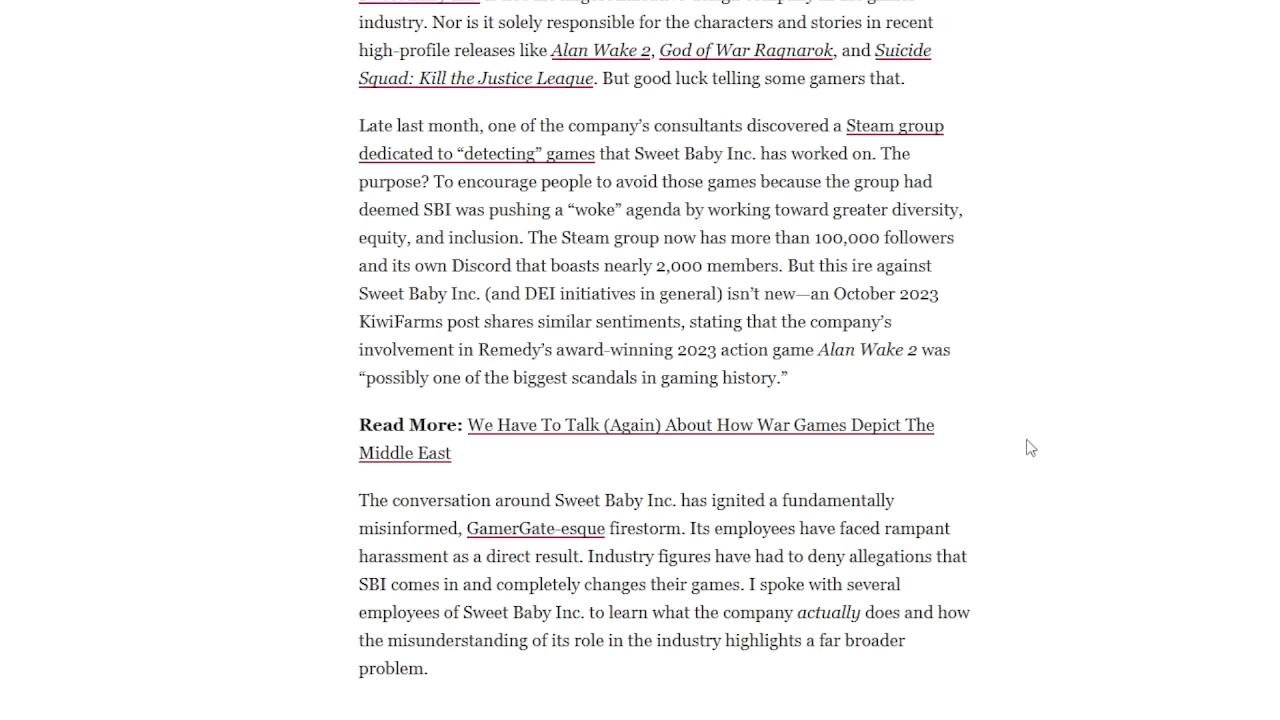 industry. Nor is it solely responsible for the characters and stories in recent
high-profile releases like Alan Wake 2, God of War Ragnarok, and Suicide
Squad: Kill the Justice League. But good luck telling some gamers that.
Late last month, one of the company’s consultants discovered a Steam group
dedicated to “detecting” games that Sweet Baby Inc. has worked on. The
purpose? To encourage people to avoid those games because the group had
deemed SBI was pushing a “woke” agenda by working toward greater diversity,
equity, and inclusion. The Steam group now has more than 100,000 followers
and its own Discord that boasts nearly 2,000 members. But this ire against
Sweet Baby Inc. (and DEI initiatives in general) isn’t new—an October 2023
KiwiFarms post shares similar sentiments, stating that the company’s
involvement in Remedy’s award-winning 2023 action game Alan Wake 2 was
“possibly one of the biggest scandals in gaming history.”
Read More: We Have To Talk (Again) About How War Games Depict The
Middle East
The conversation around Sweet Baby Inc. has ignited a fundamentally
misinformed, GamerGate-esque firestorm. Its employees have faced rampant
harassment as a direct result. Industry figures have had to deny allegations that
SBI comes in and completely changes their games. I spoke with several
employees of Sweet Baby Inc. to learn what the company actually does and how
the misunderstanding of its role in the industry highlights a far broader
problem.